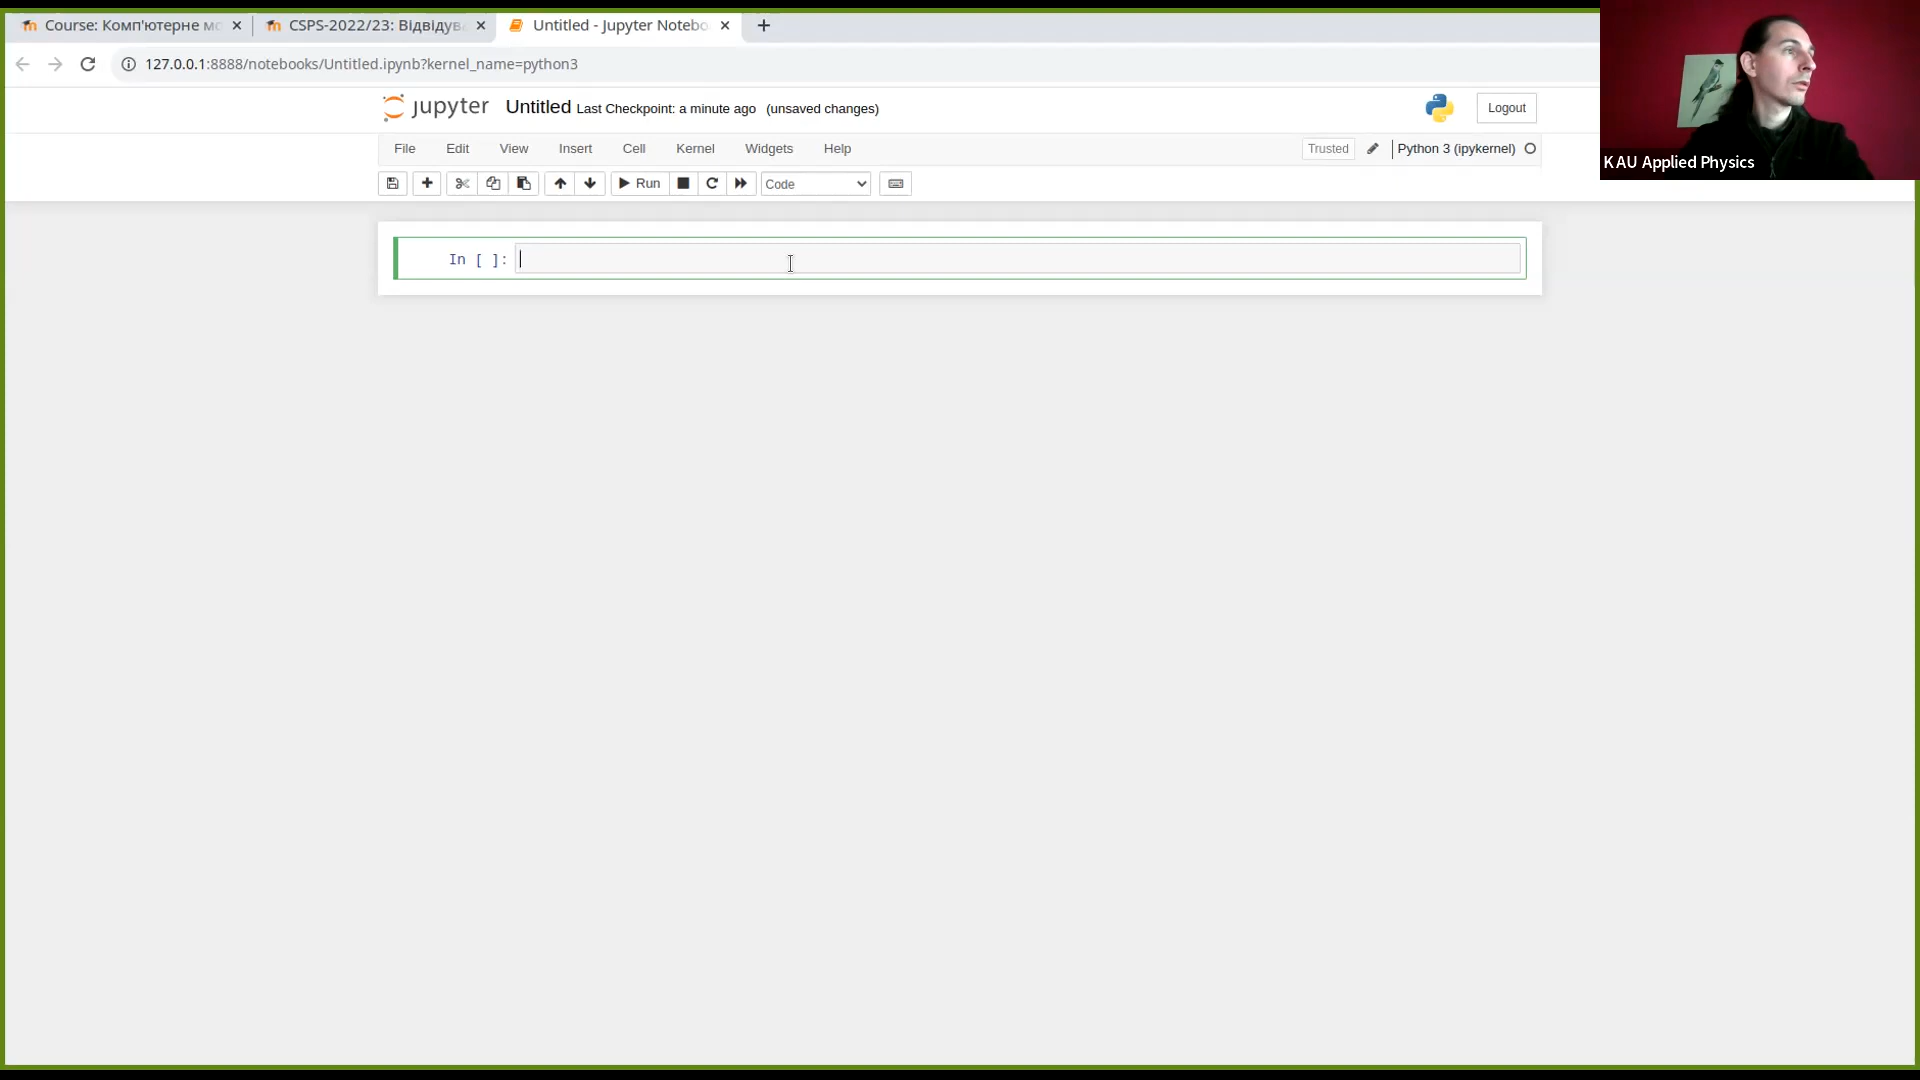 Course: Комп'ютерне мо
CSPS-2022/23: Відвідув
Untitled - Jupyter Notebo
127.0.0.1:8888/notebooks/Untitled.ipynb?kernel_name=python3
jupyter Untitled Last Checkpoint: a minute ago (unsaved changes)
Logout
File Edit View Insert Cell Kernel Widgets Help
Trusted Python 3 (ipykernel)
K AU Applied Physics
Run Code
In [ ]: